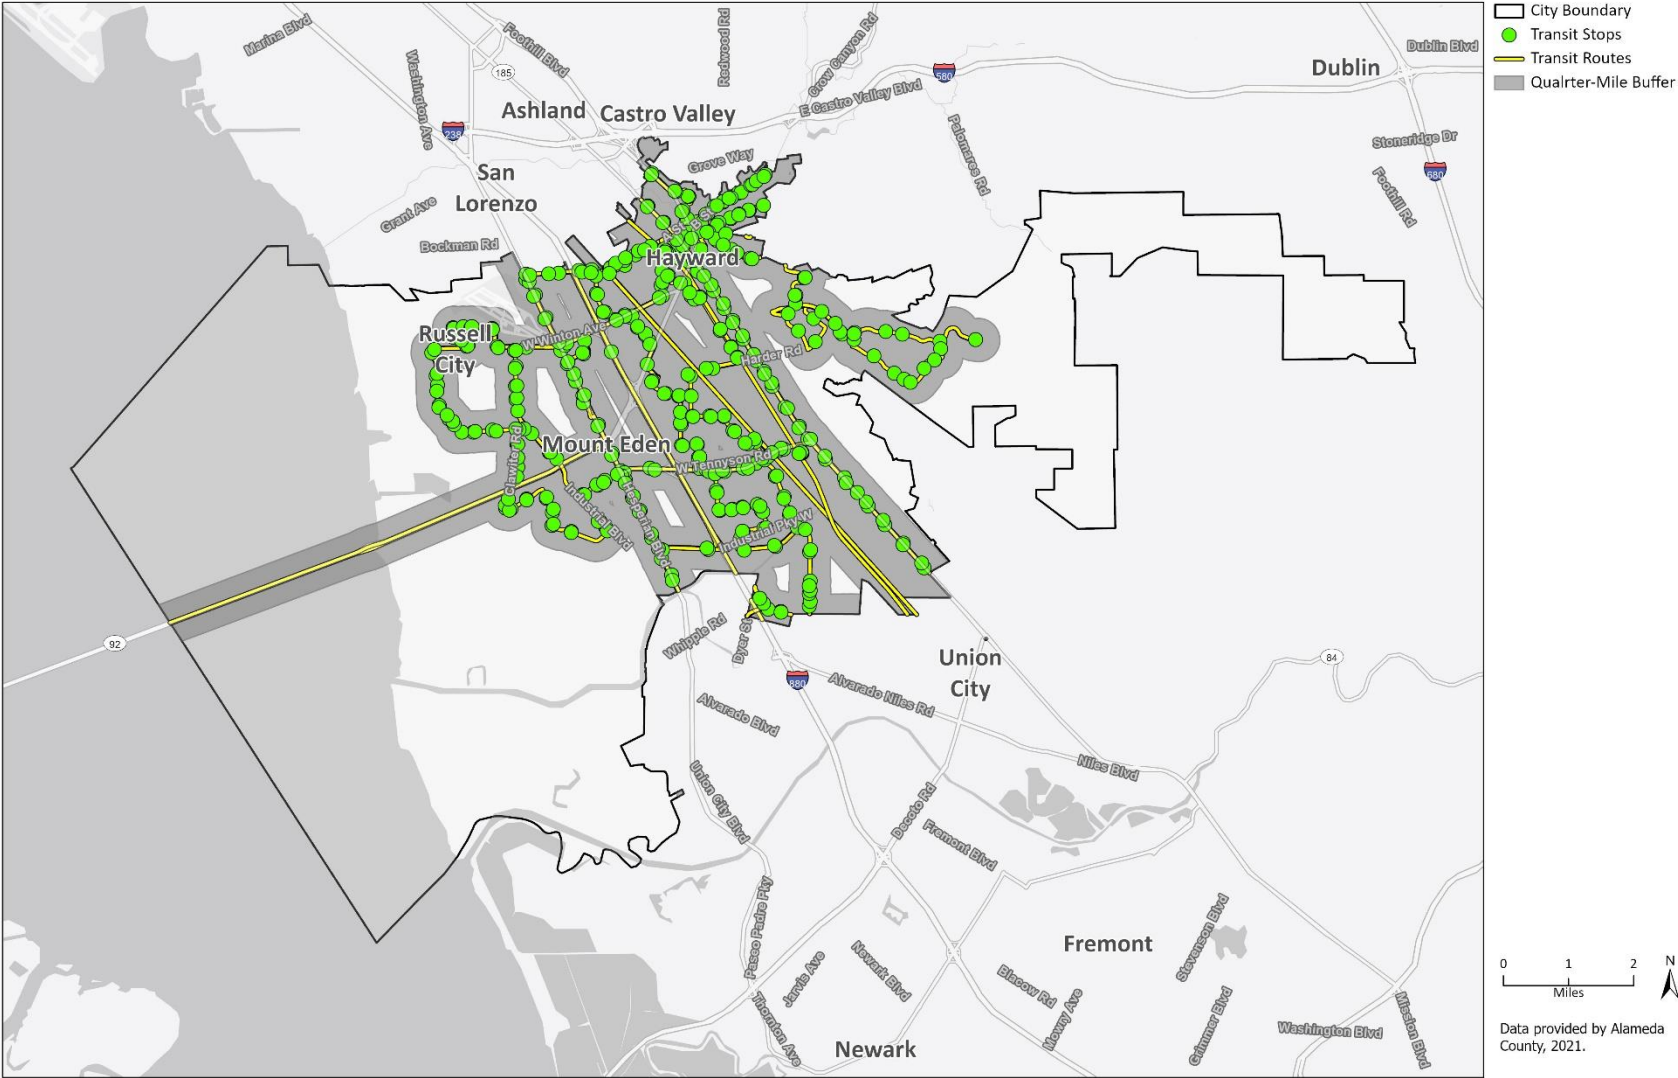 City Boundary
Transit Stops
Transit Routes
Qualrter-Mile Buffer
Marina Blvd
Washington Ave
Foothill Blvd
185
Redwood Rd
Crow Canyon Rd
580
Dublin
Dublin Blvd
Ashland
Castro Valley
E Castro Valley Blvd
238
Palomares Rd
Stoneridge Dr
680
Foothill Rd
San
Lorenzo
Grove Way
Grant Ave
Bockman Rd
A St
B St
Hayward
Russell
City
W Winton Ave
Harder Rd
Mount Eden
Clawiter Rd
W Tennyson Rd
Industrial Blvd
Hesperian Blvd
Industrial Pky W
92
Whipple Rd
Dyer St
880
Union
City
84
Alvarado Niles Rd
Alvarado Blvd
Niles Blvd
Union City Blvd
Decoto Rd
Fremont Blvd
Paseo Padre Pky
Fremont
Stevenson Blvd
Jarvis Ave
Newark Blvd
Blacow Rd
Mowry Ave
Grimmer Blvd
Washington Blvd
Mission Blvd
Thornton Ave
Newark
0 1 2
Miles
N
Data provided by Alameda
County, 2021.